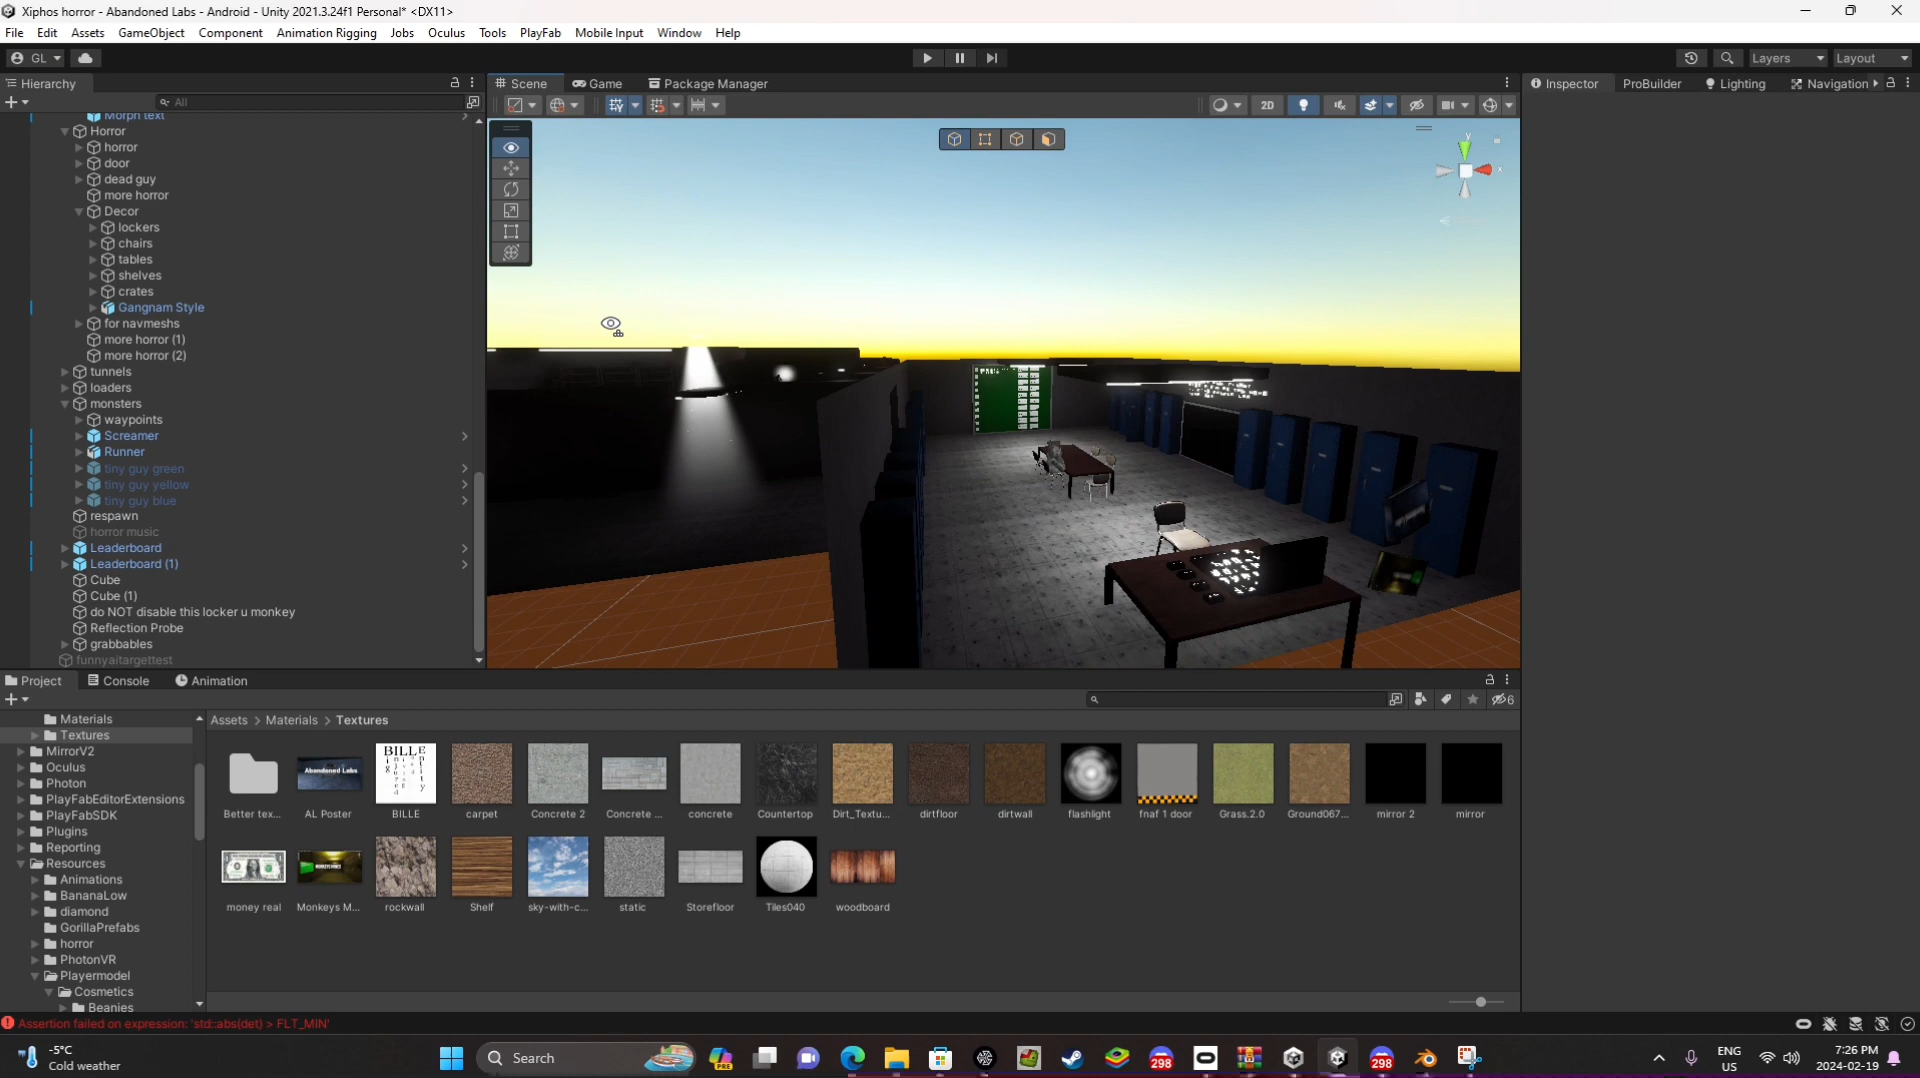 Xiphos horror - Abandoned Labs - Android - Unity 2021.3.24f1 Personal* <DX11>
File Edit Assets GameObject Component Animation Rigging Jobs Oculus Tools PlayFab Mobile Input Window Help
GL Layers Layout
Hierarchy Scene Game Package Manager Inspector ProBuilder Lighting Navigation
All 2D
Morph text
Horror
horror
door
dead guy
more horror
Decor
lockers
chairs
tables
shelves
crates
Gangnam Style
for navmeshs
more horror (1)
more horror (2)
tunnels
loaders
monsters
waypoints
Screamer
Runner
tiny guy green
tiny guy yellow
tiny guy blue
respawn
horror music
Leaderboard
Leaderboard (1)
Cube
Cube (1)
do NOT disable this locker u monkey
Reflection Probe
grabbables
funnyaitargettest
y
x
Project Console Animation
6
Materials
Textures
MirrorV2
Oculus
Photon
PlayFabEditorExtensions
PlayFabSDK
Plugins
Reporting
Resources
Animations
BananaLow
diamond
GorillaPrefabs
horror
PhotonVR
Playermodel
Cosmetics
Beanies
Assets > Materials > Textures
Abandoned Labs
BILLE
Better tex... AL Poster BILLE carpet Concrete 2 Concrete ... concrete Countertop Dirt_Textu... dirtfloor dirtwall flashlight fnaf 1 door Grass.2.0 Ground067... mirror 2 mirror
money real Monkeys M... rockwall Shelf sky-with-c... static Storefloor Tiles040 woodboard
Assertion failed on expression: 'std::abs(det) > FLT_MIN'
-5°C
Cold weather
Search
PRE
298
298
ENG
US
7:26 PM
2024-02-19